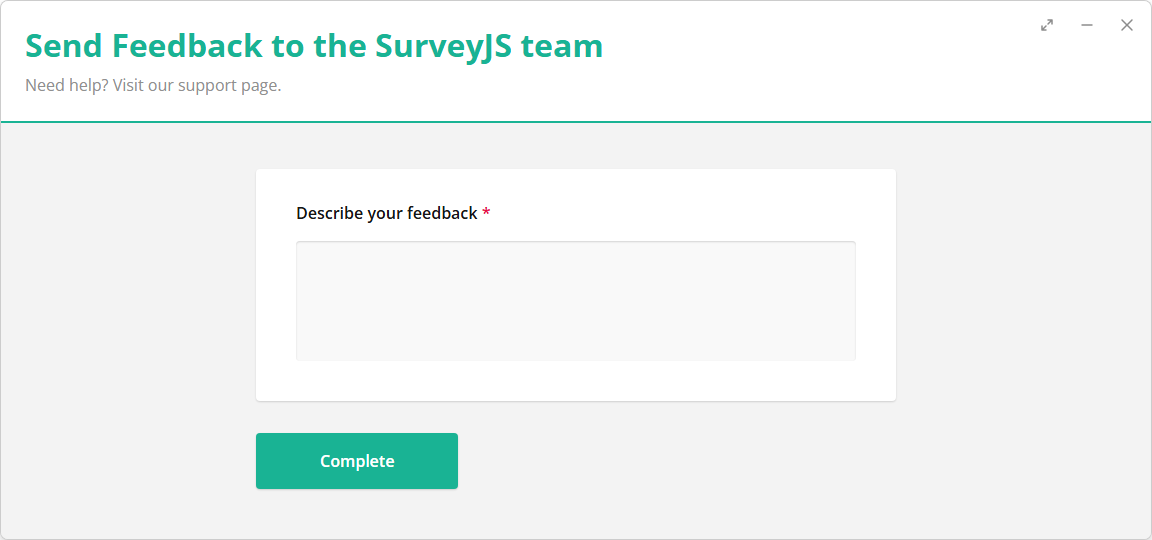 Send Feedback to the SurveyJS team
Need help? Visit our support page.
Describe your feedback *
Complete